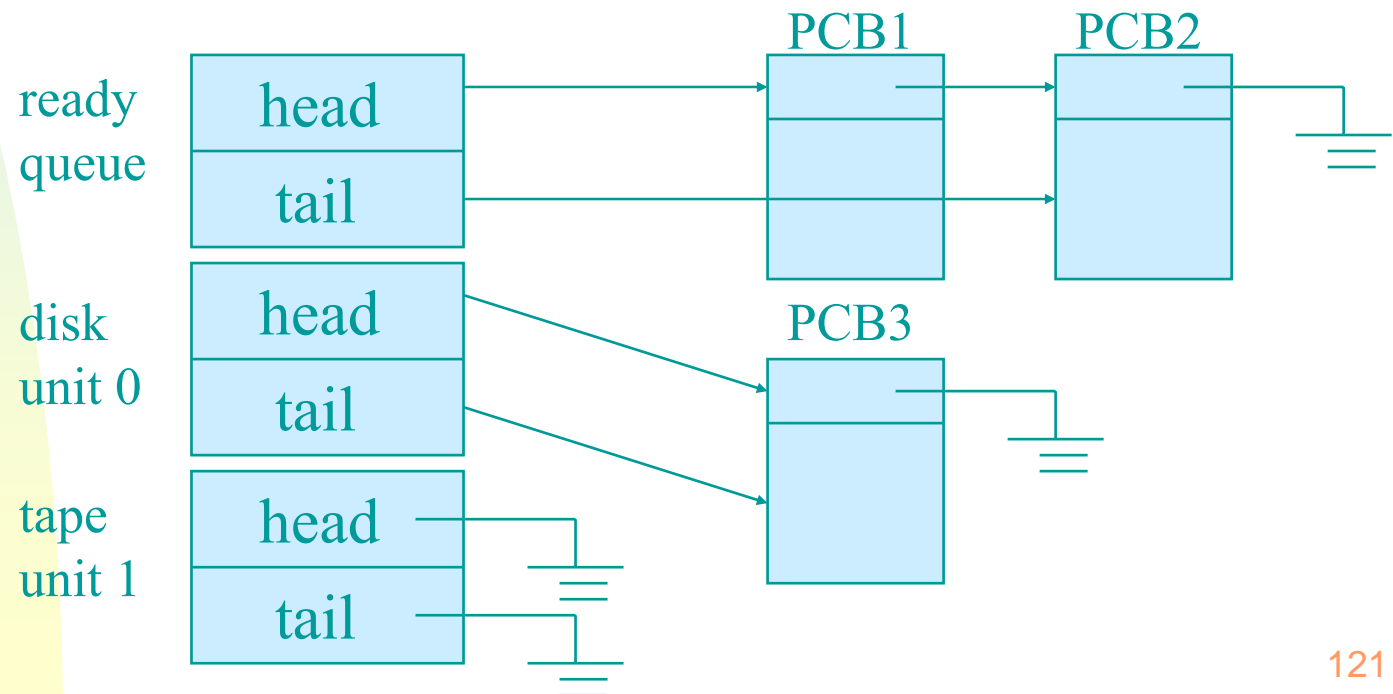 PCB1
PCB2
ready
queue
head
tail
disk
unit 0
head
tail
PCB3
tape
unit 1
head
tail
121